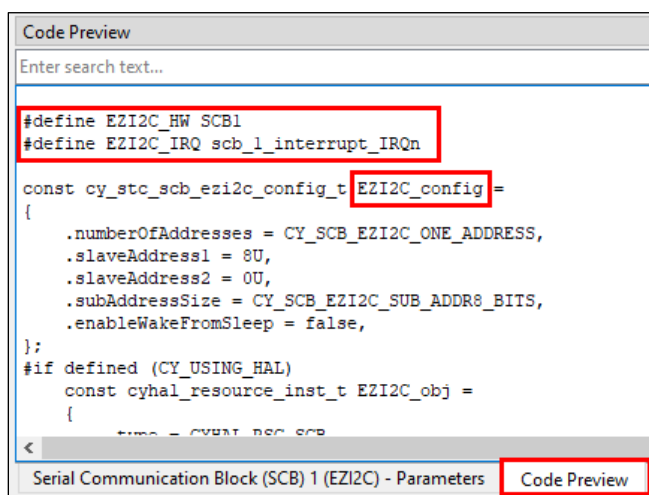 Code Preview
Enter search text...
#define EZI2C_HW SCB1
#define EZI2C_IRQ scb_1_interrupt_IRQn
const cy_stc_scb_ezi2c_config_t EZI2C_config =
{
    .numberOfAddresses = CY_SCB_EZI2C_ONE_ADDRESS,
    .slaveAddress1 = 8U,
    .slaveAddress2 = 0U,
    .subAddressSize = CY_SCB_EZI2C_SUB_ADDR8_BITS,
    .enableWakeFromSleep = false,
};
#if defined (CY_USING_HAL)
    const cyhal_resource_inst_t EZI2C_obj =
    {
        .type = CYHAL_RSC_SCB
Serial Communication Block (SCB) 1 (EZI2C) - Parameters Code Preview